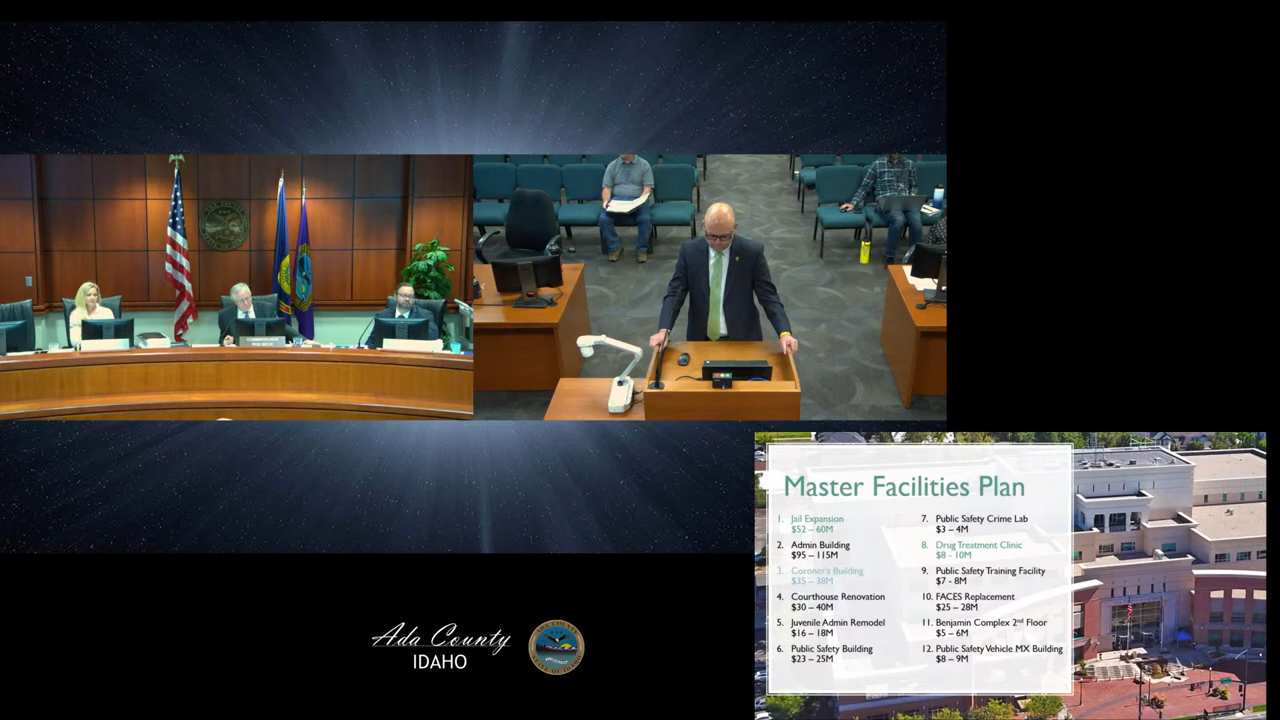 Master Facilities Plan
1. Jail Expansion
$52 – 60M
2. Admin Building
$95 – 115M
3. Coroner's Building
$35 – 38M
4. Courthouse Renovation
$30 – 40M
5. Juvenile Admin Remodel
$16 – 18M
6. Public Safety Building
$23 – 25M
7. Public Safety Crime Lab
$3 – 4M
8. Drug Treatment Clinic
$8 - 10M
9. Public Safety Training Facility
$7 - 8M
10. FACES Replacement
$25 – 28M
11. Benjamin Complex 2nd Floor
$5 – 6M
12. Public Safety Vehicle MX Building
$8 – 9M
Ada County
IDAHO